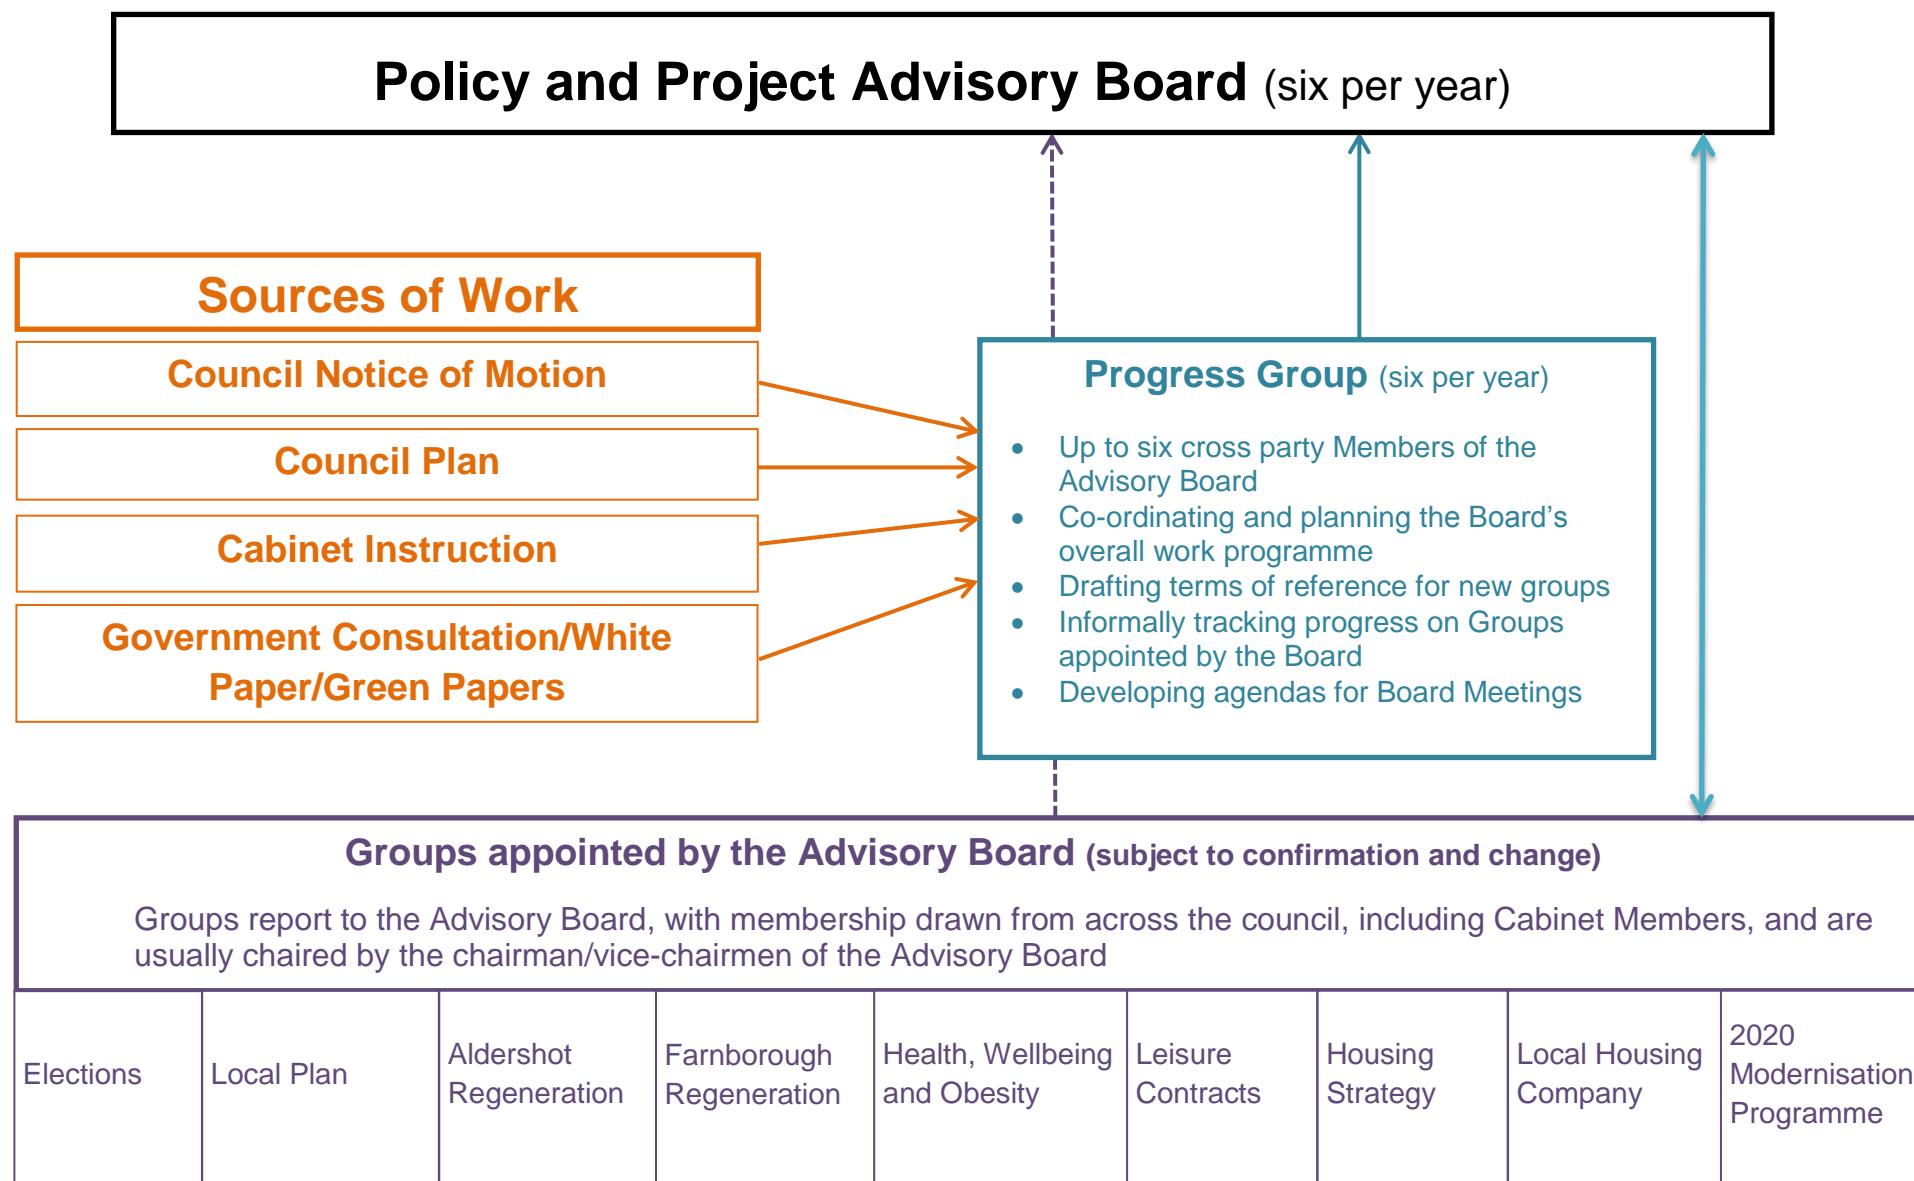 Policy and Project Advisory Board (six per year)
Sources of Work
Council Notice of Motion
Council Plan
Cabinet Instruction
Government Consultation/White
Paper/Green Papers
Progress Group (six per year)
• Up to six cross party Members of the
Advisory Board
• Co-ordinating and planning the Board’s
overall work programme
• Drafting terms of reference for new groups
• Informally tracking progress on Groups
appointed by the Board
• Developing agendas for Board Meetings
Groups appointed by the Advisory Board (subject to confirmation and change)
Groups report to the Advisory Board, with membership drawn from across the council, including Cabinet Members, and are
usually chaired by the chairman/vice-chairmen of the Advisory Board
Elections
Local Plan
Aldershot
Regeneration
Farnborough
Regeneration
Health, Wellbeing
and Obesity
Leisure
Contracts
Housing
Strategy
Local Housing
Company
2020
Modernisation
Programme